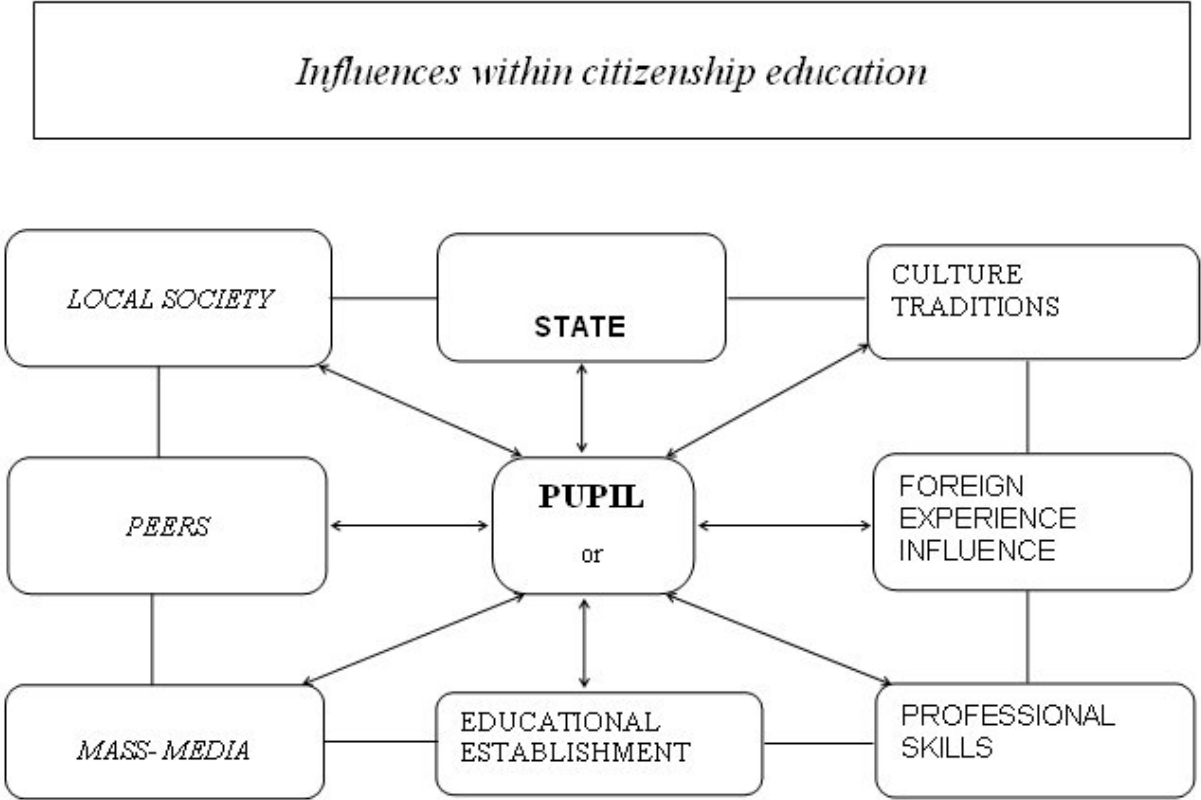 Influences within citizenship education
LOCAL SOCIETY
STATE
CULTURE
TRADITIONS
PEERS
PUPIL
or
FOREIGN
EXPERIENCE
INFLUENCE
MASS- MEDIA
EDUCATIONAL
ESTABLISHMENT
PROFESSIONAL
SKILLS